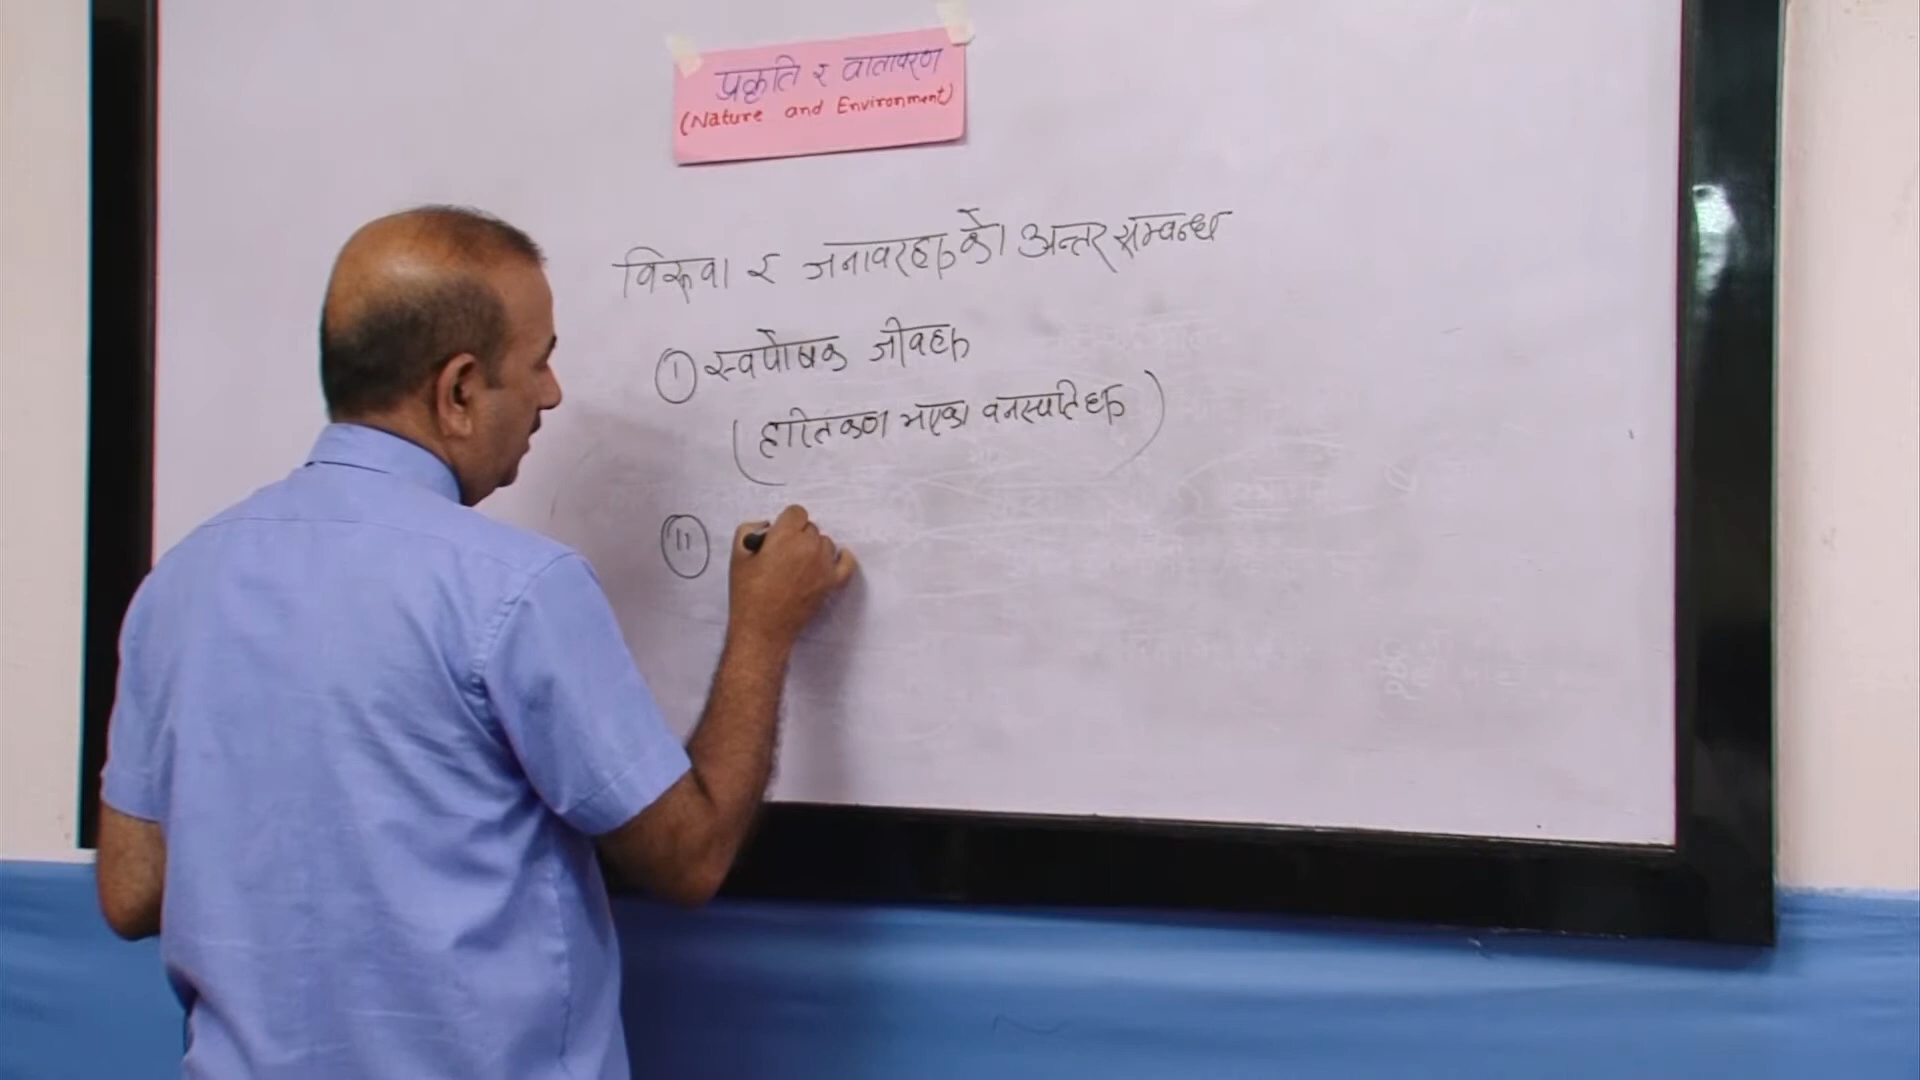 प्रकृति र वातावरण
(Nature and Environment)
विरूवा र जनावरहरूको अन्तरसम्बन्ध
(i) स्वपोषक जीवहरू
(हरितकण भएका वनस्पतिहरू)
(ii)